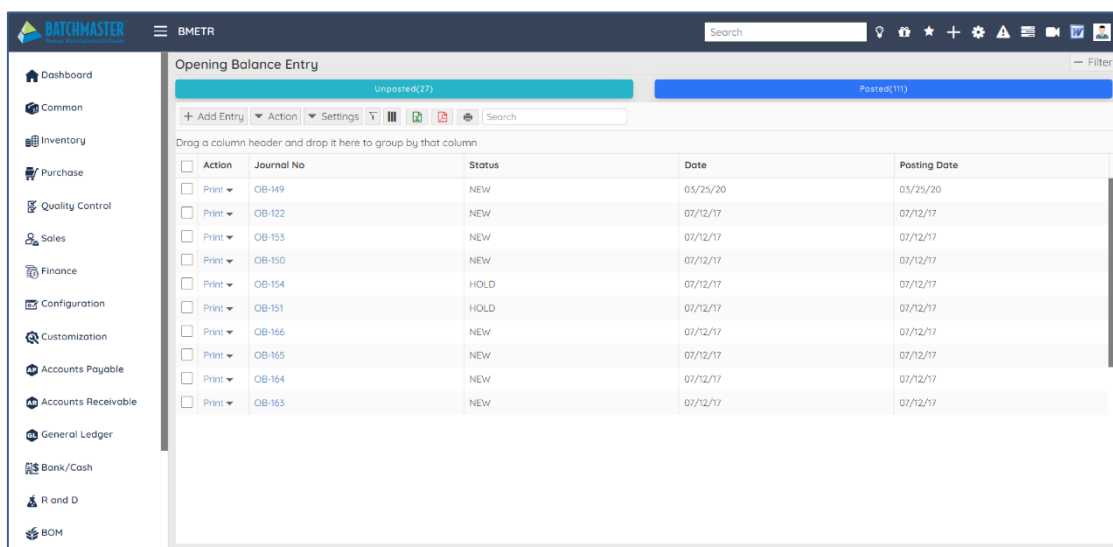 BATCHMASTER
BMETR
Search
Opening Balance Entry
Filter
Unposted(27)
Posted(111)
Add Entry Action Settings Search
Drag a column header and drop it here to group by that column
Action Journal No Status Date Posting Date
Print OB-149 NEW 03/25/20 03/25/20
Print OB-122 NEW 07/12/17 07/12/17
Print OB-153 NEW 07/12/17 07/12/17
Print OB-150 NEW 07/12/17 07/12/17
Print OB-154 HOLD 07/12/17 07/12/17
Print OB-151 HOLD 07/12/17 07/12/17
Print OB-166 NEW 07/12/17 07/12/17
Print OB-165 NEW 07/12/17 07/12/17
Print OB-164 NEW 07/12/17 07/12/17
Print OB-163 NEW 07/12/17 07/12/17
Dashboard
Common
Inventory
Purchase
Quality Control
Sales
Finance
Configuration
Customization
AP Accounts Payable
AR Accounts Receivable
GL General Ledger
Bank/Cash
R and D
BOM